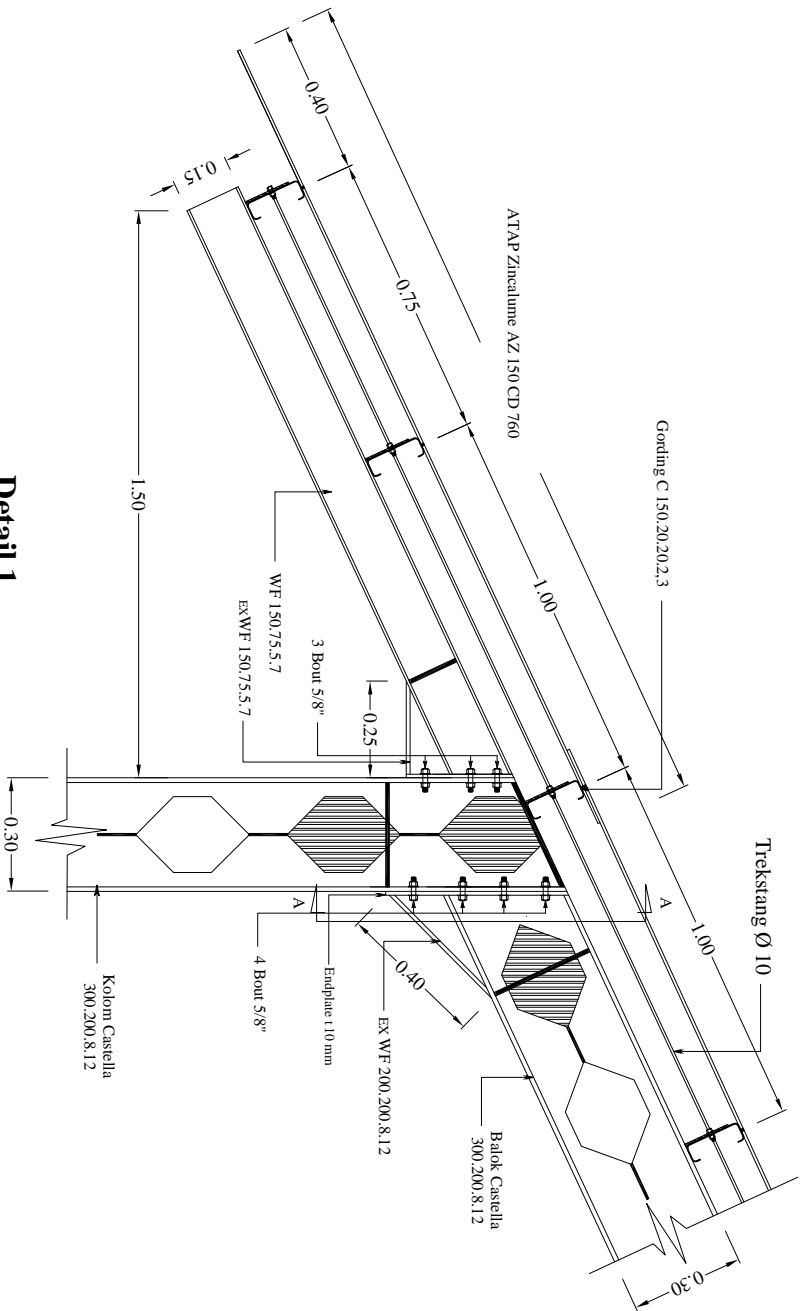 0.40
0.15
0.75
ATAP Zincalume AZ 150 CD 760
Gording C 150.20.20.2,3
1.00
Trekstang Ø 10
1.00
1.50
WF 150.75.5.7
EX WF 150.75.5.7
3 Bout 5/8"
0.25
0.30
A
A
4 Bout 5/8"
Endplate t 10 mm
0.40
EX WF 200.200.8.12
Kolom Castella
300.200.8.12
Balok Castella
300.200.8.12
0.30
Detail 1